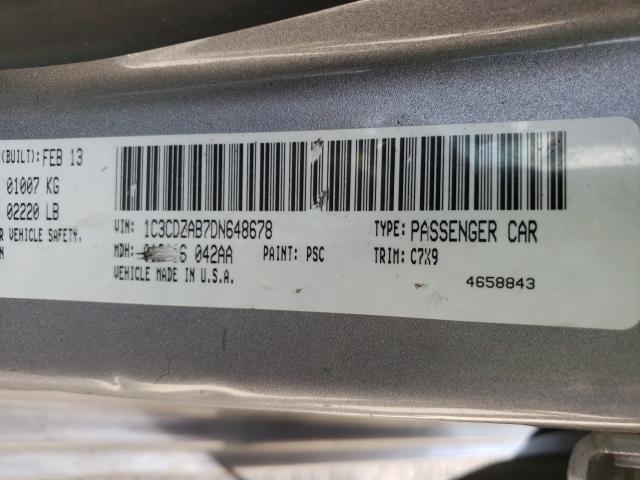 (BUILT): FEB 13
01007 KG
02220 LB
R VEHICLE SAFETY,
N
VIN: 1C3CDZAB7DN648678 TYPE: PASSENGER CAR
MDH: 042AA PAINT: PSC TRIM: C7X9
VEHICLE MADE IN U.S.A.
4658843